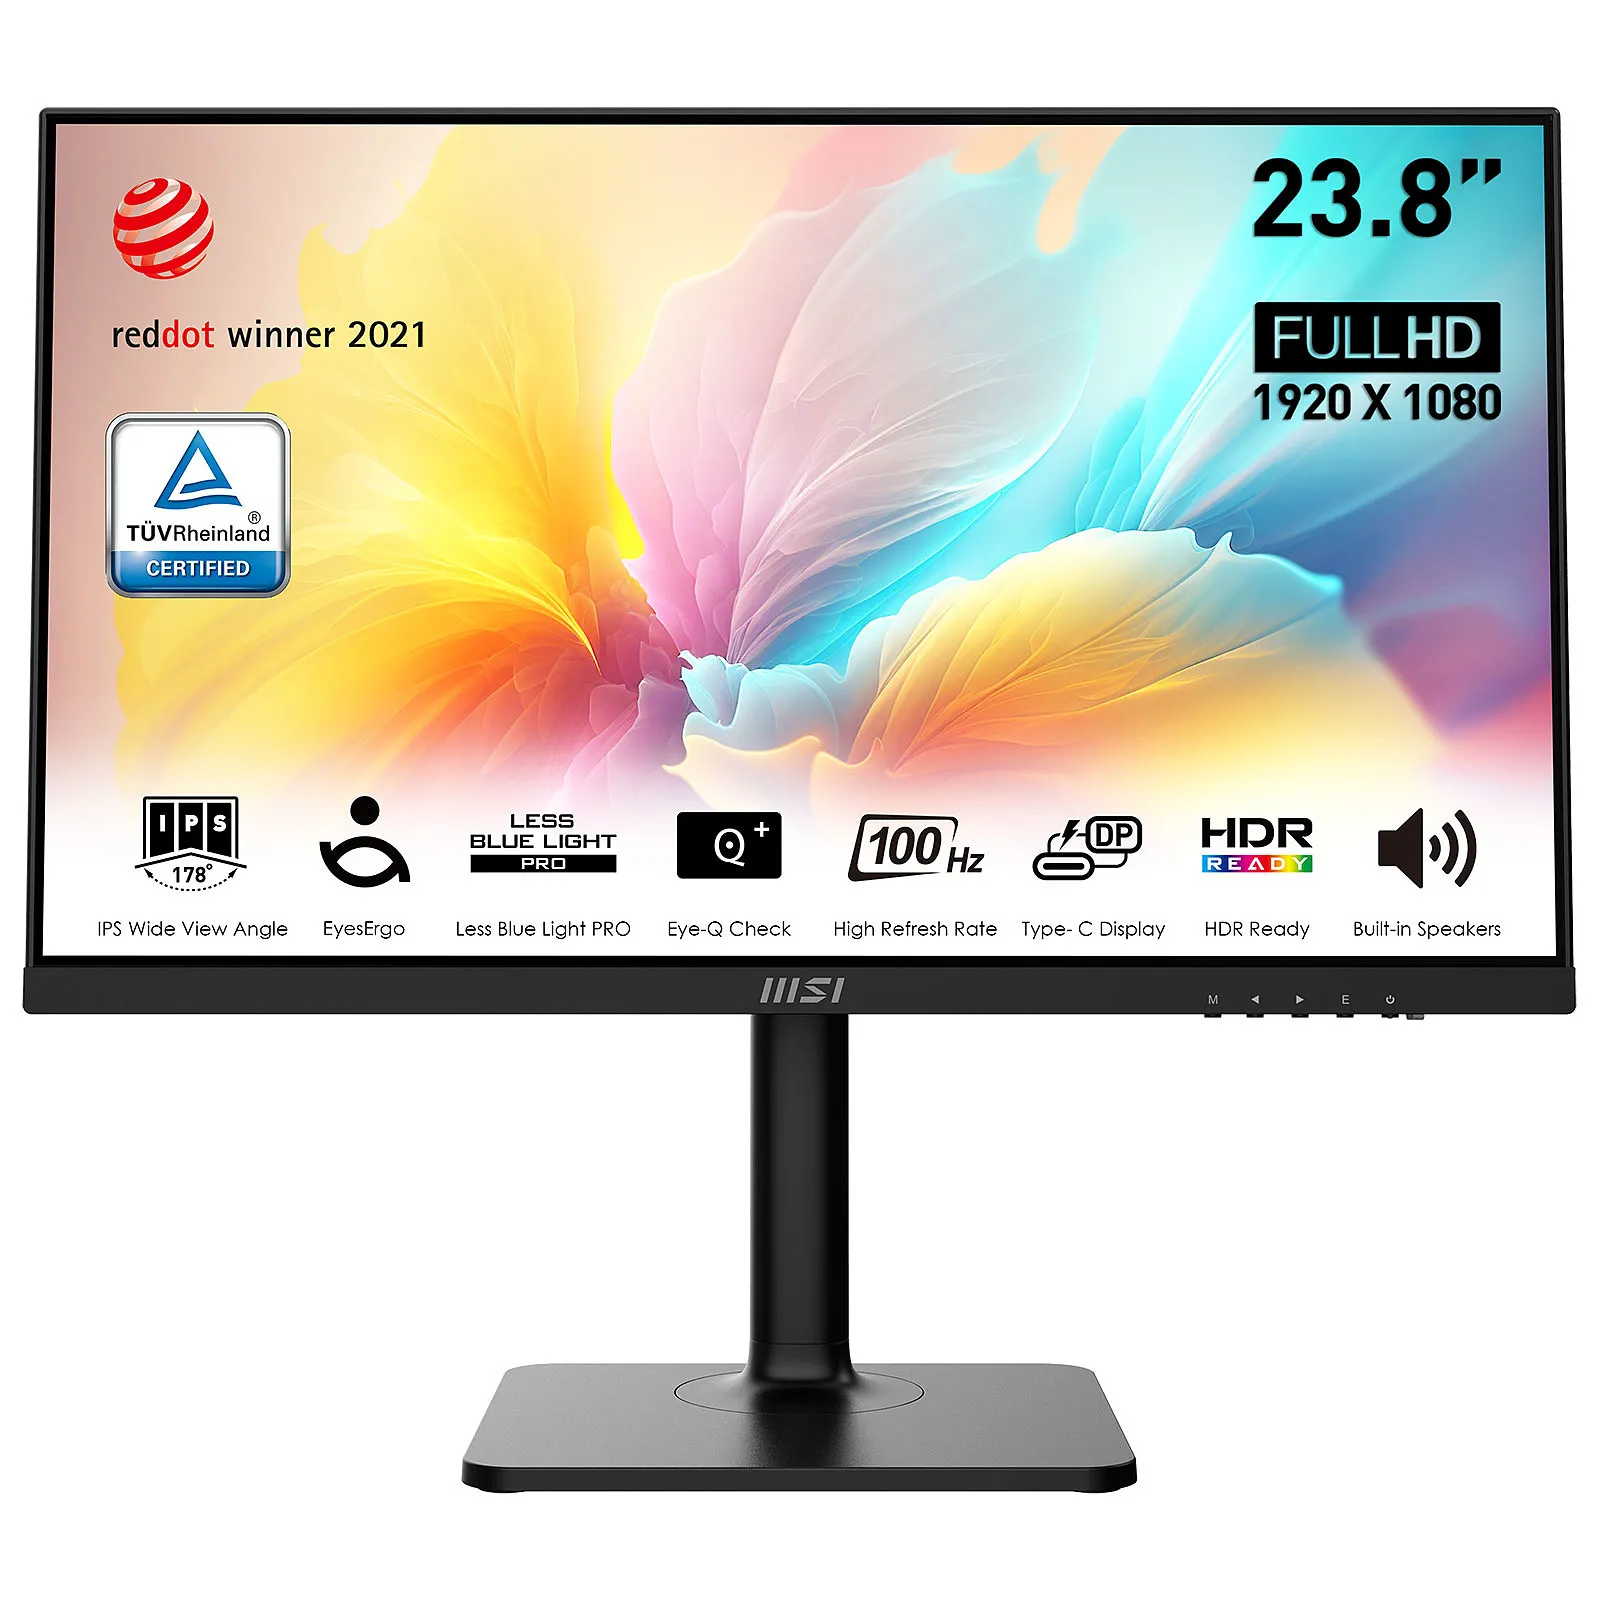 reddot winner 2021
TÜVRheinland®
CERTIFIED
23.8”
FULL HD
1920 X 1080
IPS
178°
LESS
BLUE LIGHT
PRO
Q+
100 Hz
DP
HDR
READY
IPS Wide View Angle
EyesErgo
Less Blue Light PRO
Eye-Q Check
High Refresh Rate
Type- C Display
HDR Ready
Built-in Speakers
MSI
M
E